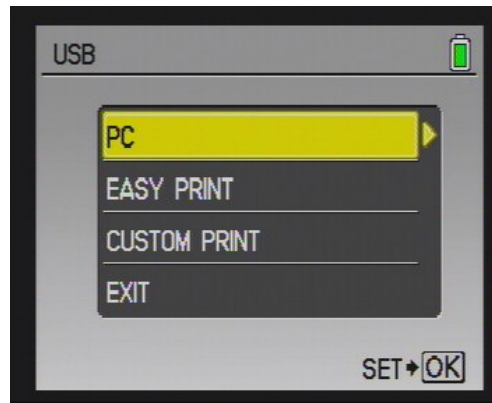 USB
PC
EASY PRINT
CUSTOM PRINT
EXIT
SET OK